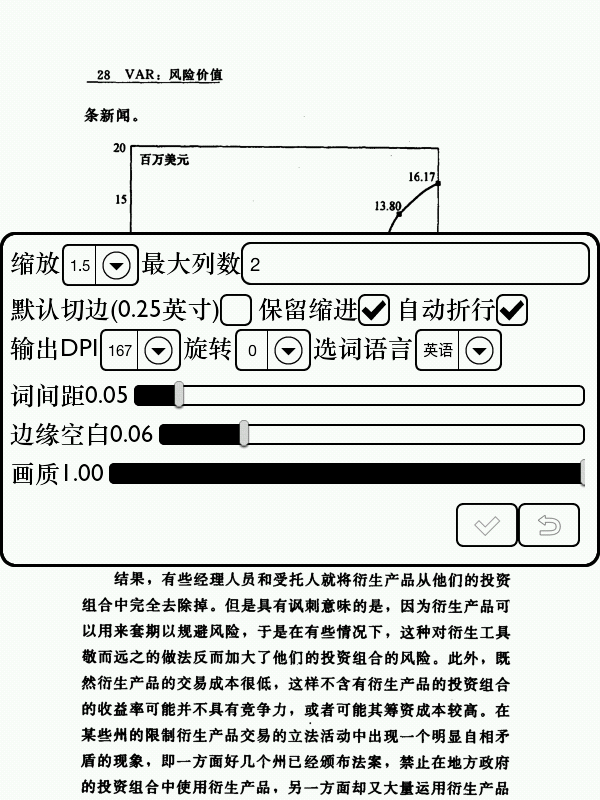 28 VAR：风险价值
条新闻。
20
百万美元
16.17
15
13.80
缩放 1.5 最大列数 2
默认切边(0.25英寸) 保留缩进 自动折行
输出DPI 167 旋转 0 选词语言 英语
词间距0.05
边缘空白0.06
画质1.00
结果，有些经理人员和受托人就将衍生产品从他们的投资
组合中完全去除掉。但是具有讽刺意味的是，因为衍生产品可
以用来套期以规避风险，于是在有些情况下，这种对衍生工具
敬而远之的做法反而加大了他们的投资组合的风险。此外，既
然衍生产品的交易成本很低，这样不含有衍生产品的投资组合
的收益率可能并不具有竞争力，或者可能其筹资成本较高。在
某些州的限制衍生产品交易的立法活动中出现一个明显自相矛
盾的现象，即一方面好几个州已经颁布法案，禁止在地方政府
的投资组合中使用衍生产品，另一方面却又大量运用衍生产品